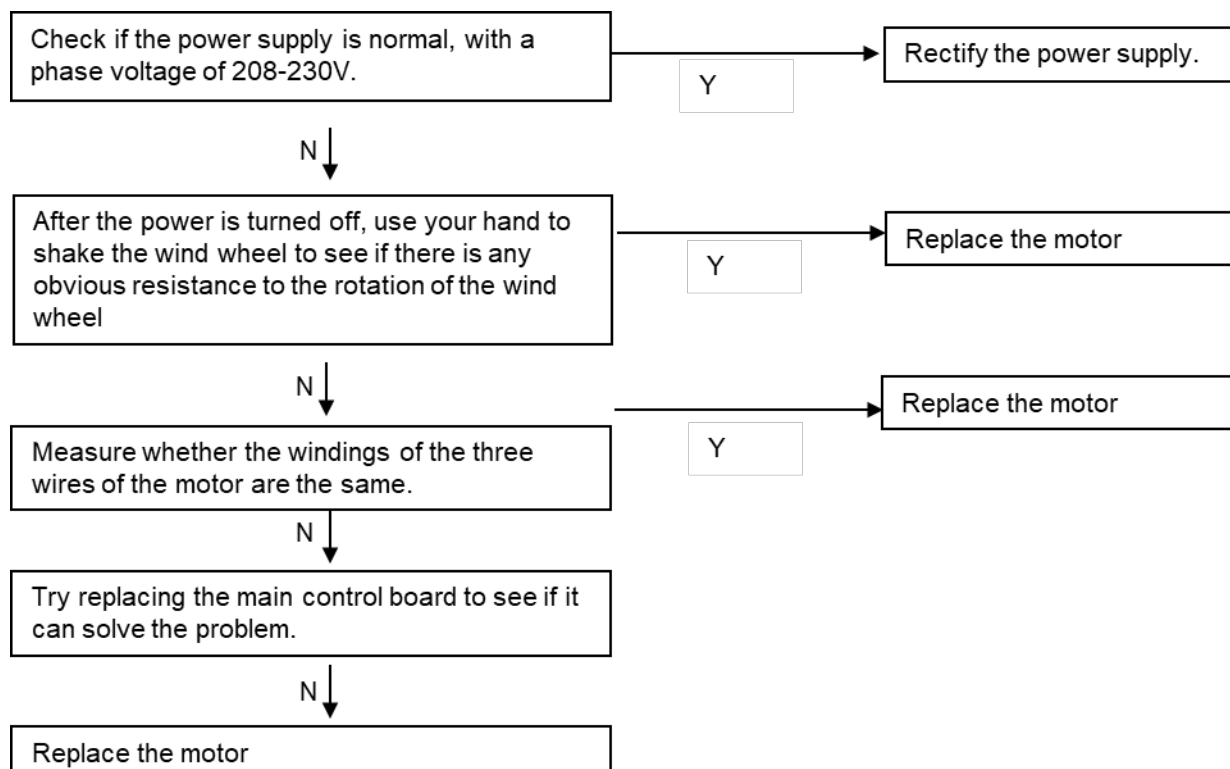 Check if the power supply is normal, with a
phase voltage of 208-230V.
Y
Rectify the power supply.
N
After the power is turned off, use your hand to
shake the wind wheel to see if there is any
obvious resistance to the rotation of the wind
wheel
Y
Replace the motor
N
Measure whether the windings of the three
wires of the motor are the same.
Y
Replace the motor
N
Try replacing the main control board to see if it
can solve the problem.
N
Replace the motor